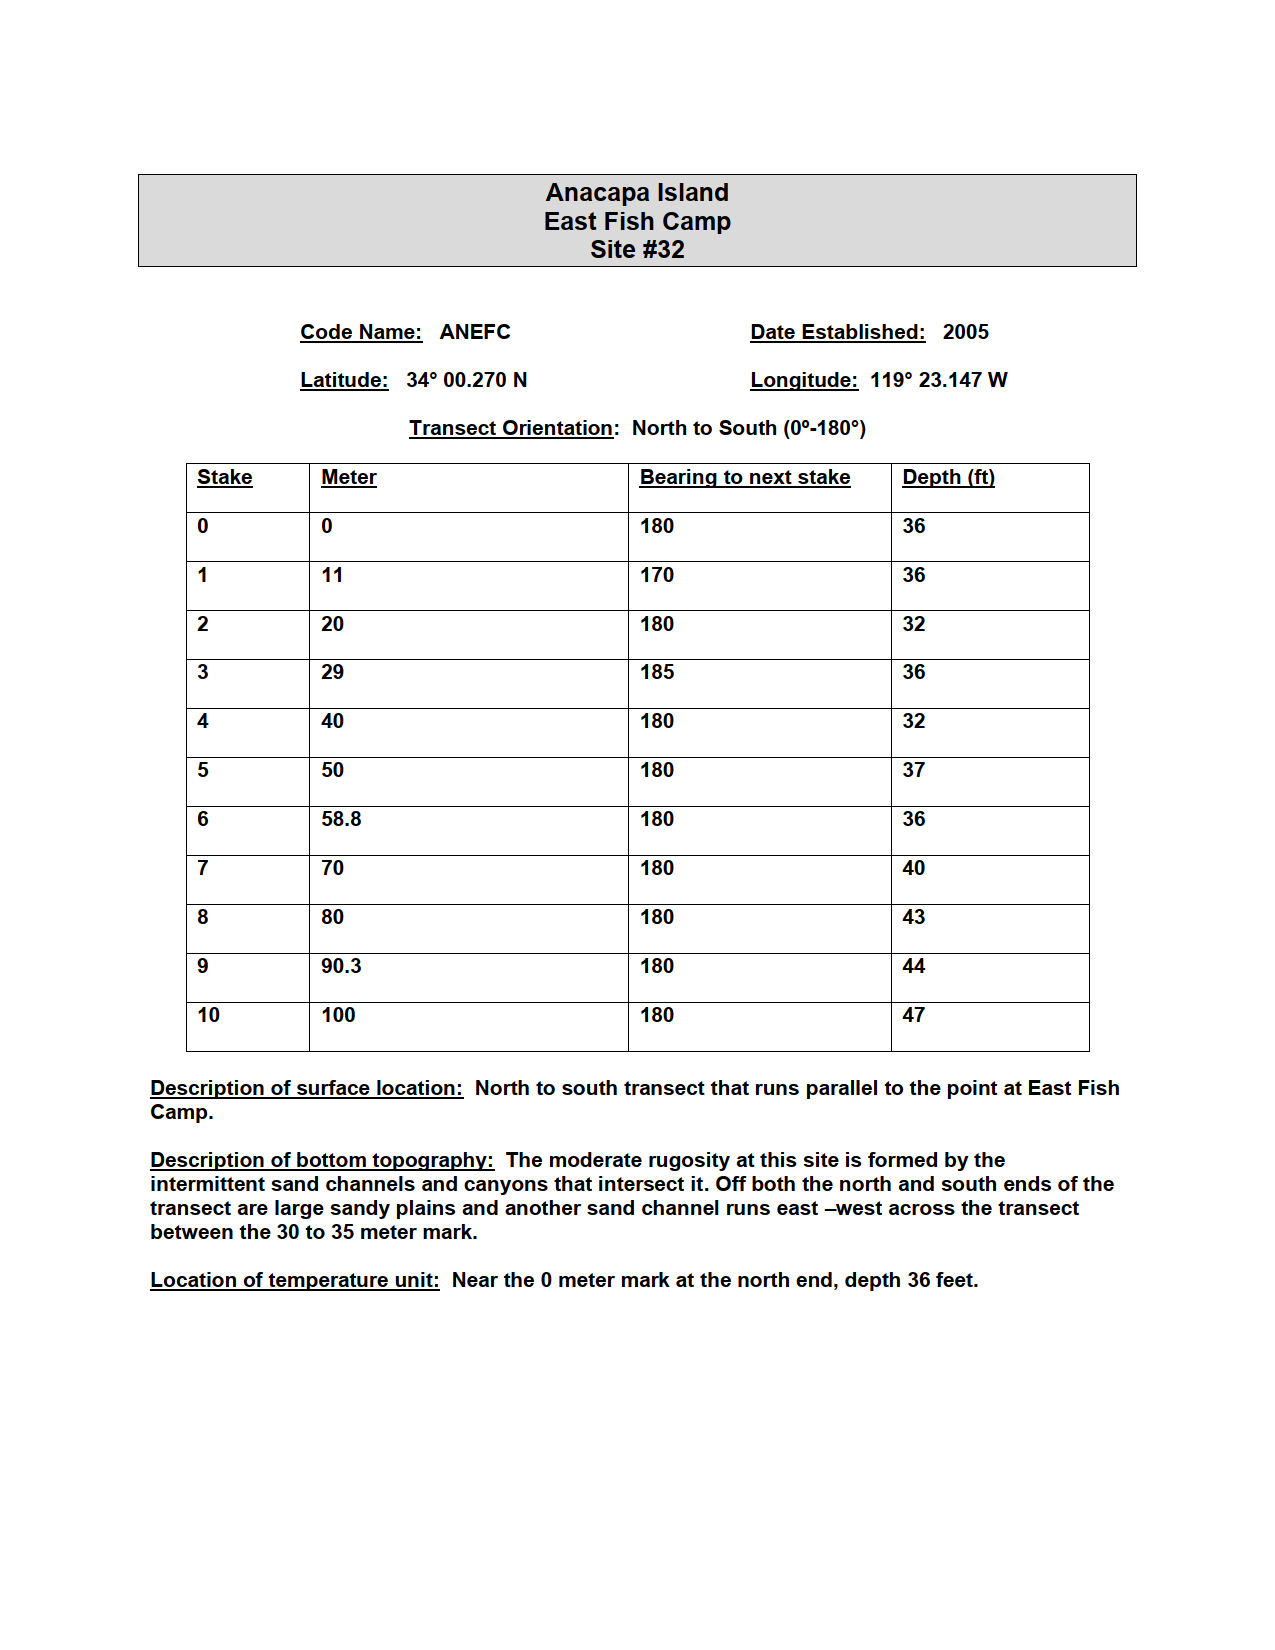 Anacapa Island
East Fish Camp
Site #32
Code Name: ANEFC Date Established: 2005
Latitude: 34° 00.270 N Longitude: 119° 23.147 W
Transect Orientation: North to South (0º-180°)
Stake Meter Bearing to next stake Depth (ft)
0 0 180 36
1 11 170 36
2 20 180 32
3 29 185 36
4 40 180 32
5 50 180 37
6 58.8 180 36
7 70 180 40
8 80 180 43
9 90.3 180 44
10 100 180 47
Description of surface location: North to south transect that runs parallel to the point at East Fish
Camp.
Description of bottom topography: The moderate rugosity at this site is formed by the
intermittent sand channels and canyons that intersect it. Off both the north and south ends of the
transect are large sandy plains and another sand channel runs east –west across the transect
between the 30 to 35 meter mark.
Location of temperature unit: Near the 0 meter mark at the north end, depth 36 feet.